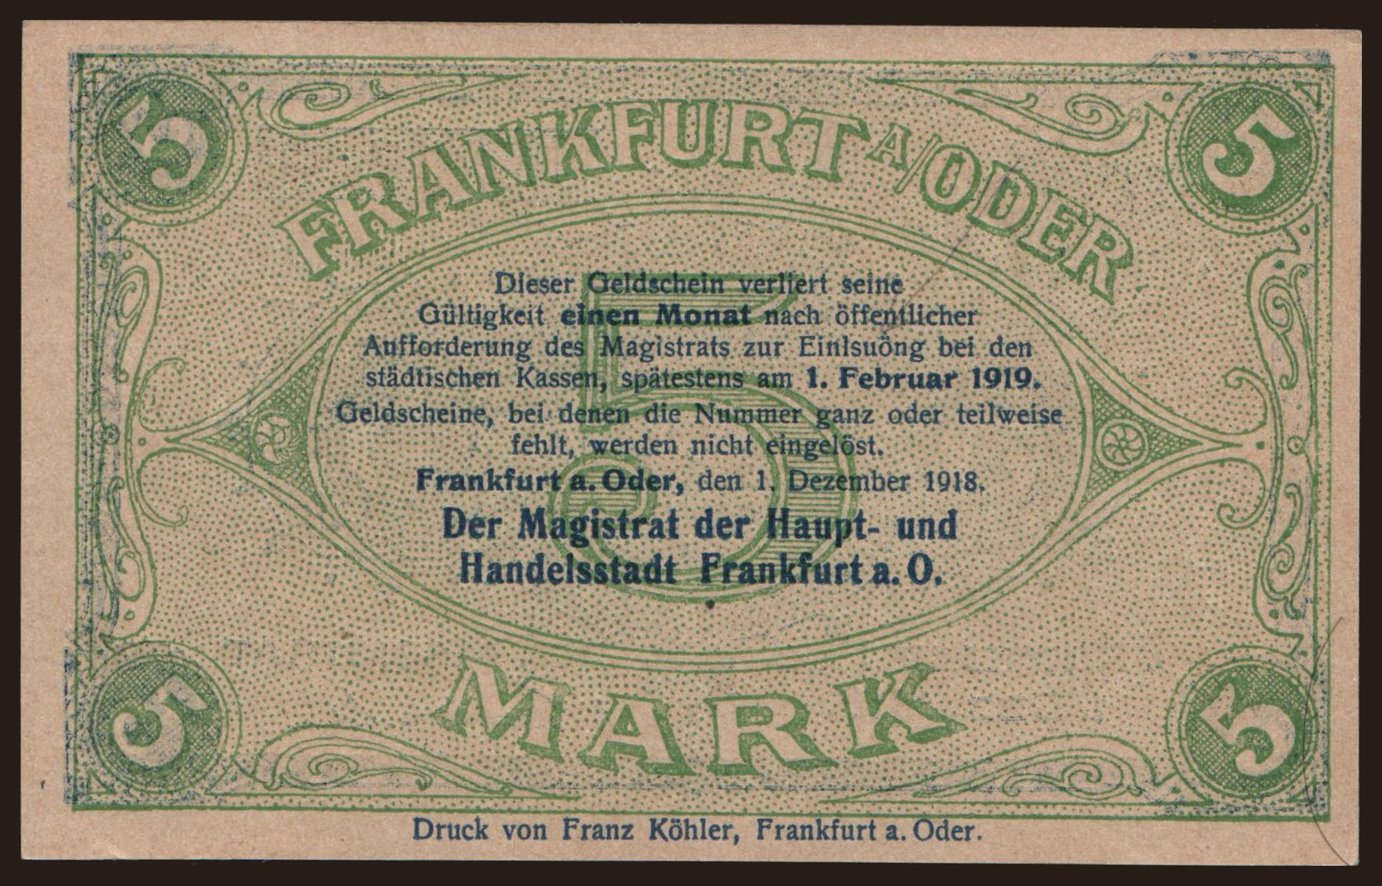 5
5
FRANKFURT A/ODER
Dieser Geldschein verliert seine
Gültigkeit einen Monat nach öffentlicher
Aufforderung des Magistrats zur Einlsuöng bei den
städtischen Kassen, spätestens am 1. Februar 1919.
Geldscheine, bei denen die Nummer ganz oder teilweise
fehlt, werden nicht eingelöst.
Frankfurt a. Oder, den 1. Dezember 1918.
Der Magistrat der Haupt- und
Handelsstadt Frankfurt a. O.
5
MARK
5
5
Druck von Franz Köhler, Frankfurt a. Oder.